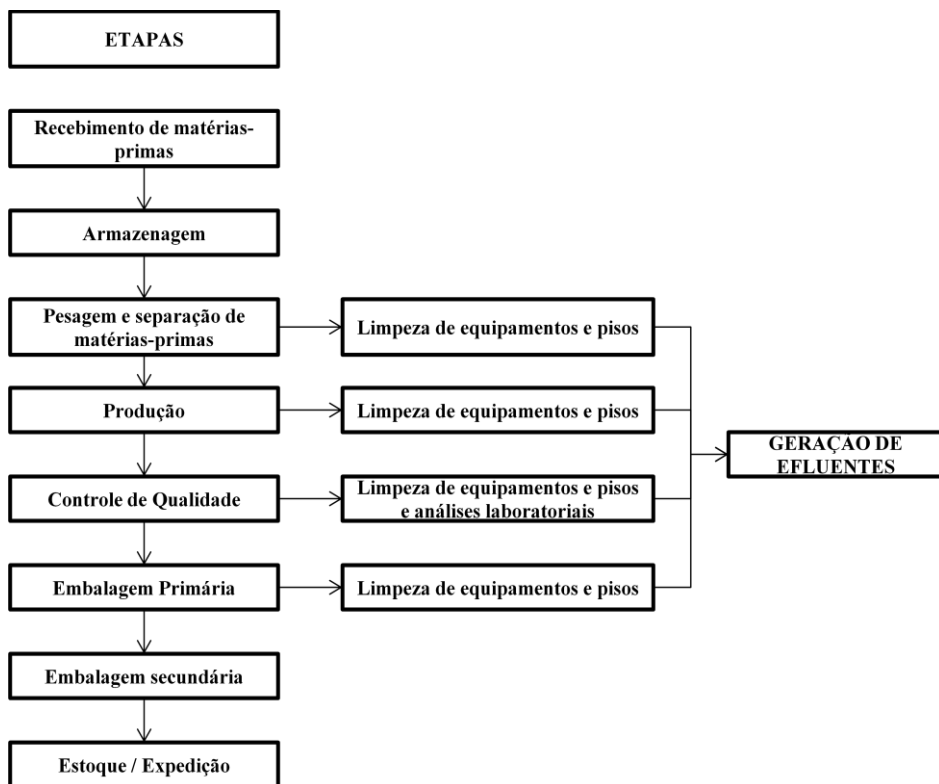 ETAPAS
Recebimento de matérias-
primas
Armazenagem
Pesagem e separação de
matérias-primas
Limpeza de equipamentos e pisos
Produção
Limpeza de equipamentos e pisos
GERAÇÃO DE
EFLUENTES
Controle de Qualidade
Limpeza de equipamentos e pisos
e análises laboratoriais
Embalagem Primária
Limpeza de equipamentos e pisos
Embalagem secundária
Estoque / Expedição